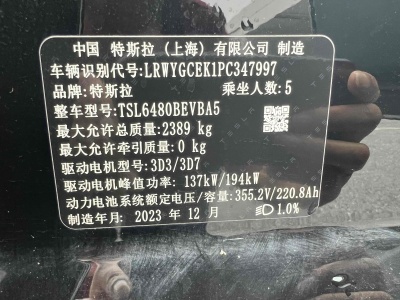 中国 特斯拉（上海）有限公司 制造
车辆识别代号: LRWYGCEK1PC347997
品牌: 特斯拉 乘坐人数: 5
整车型号: TSL6480BEVBA5
最大允许总质量: 2389 kg
最大允许牵引质量: 0 kg
驱动电机型号: 3D3/3D7
驱动电机峰值功率: 137kW/194kW
动力电池系统额定电压/容量: 355.2V/220.8Ah
制造年月: 2023 年 12 月 1.0%